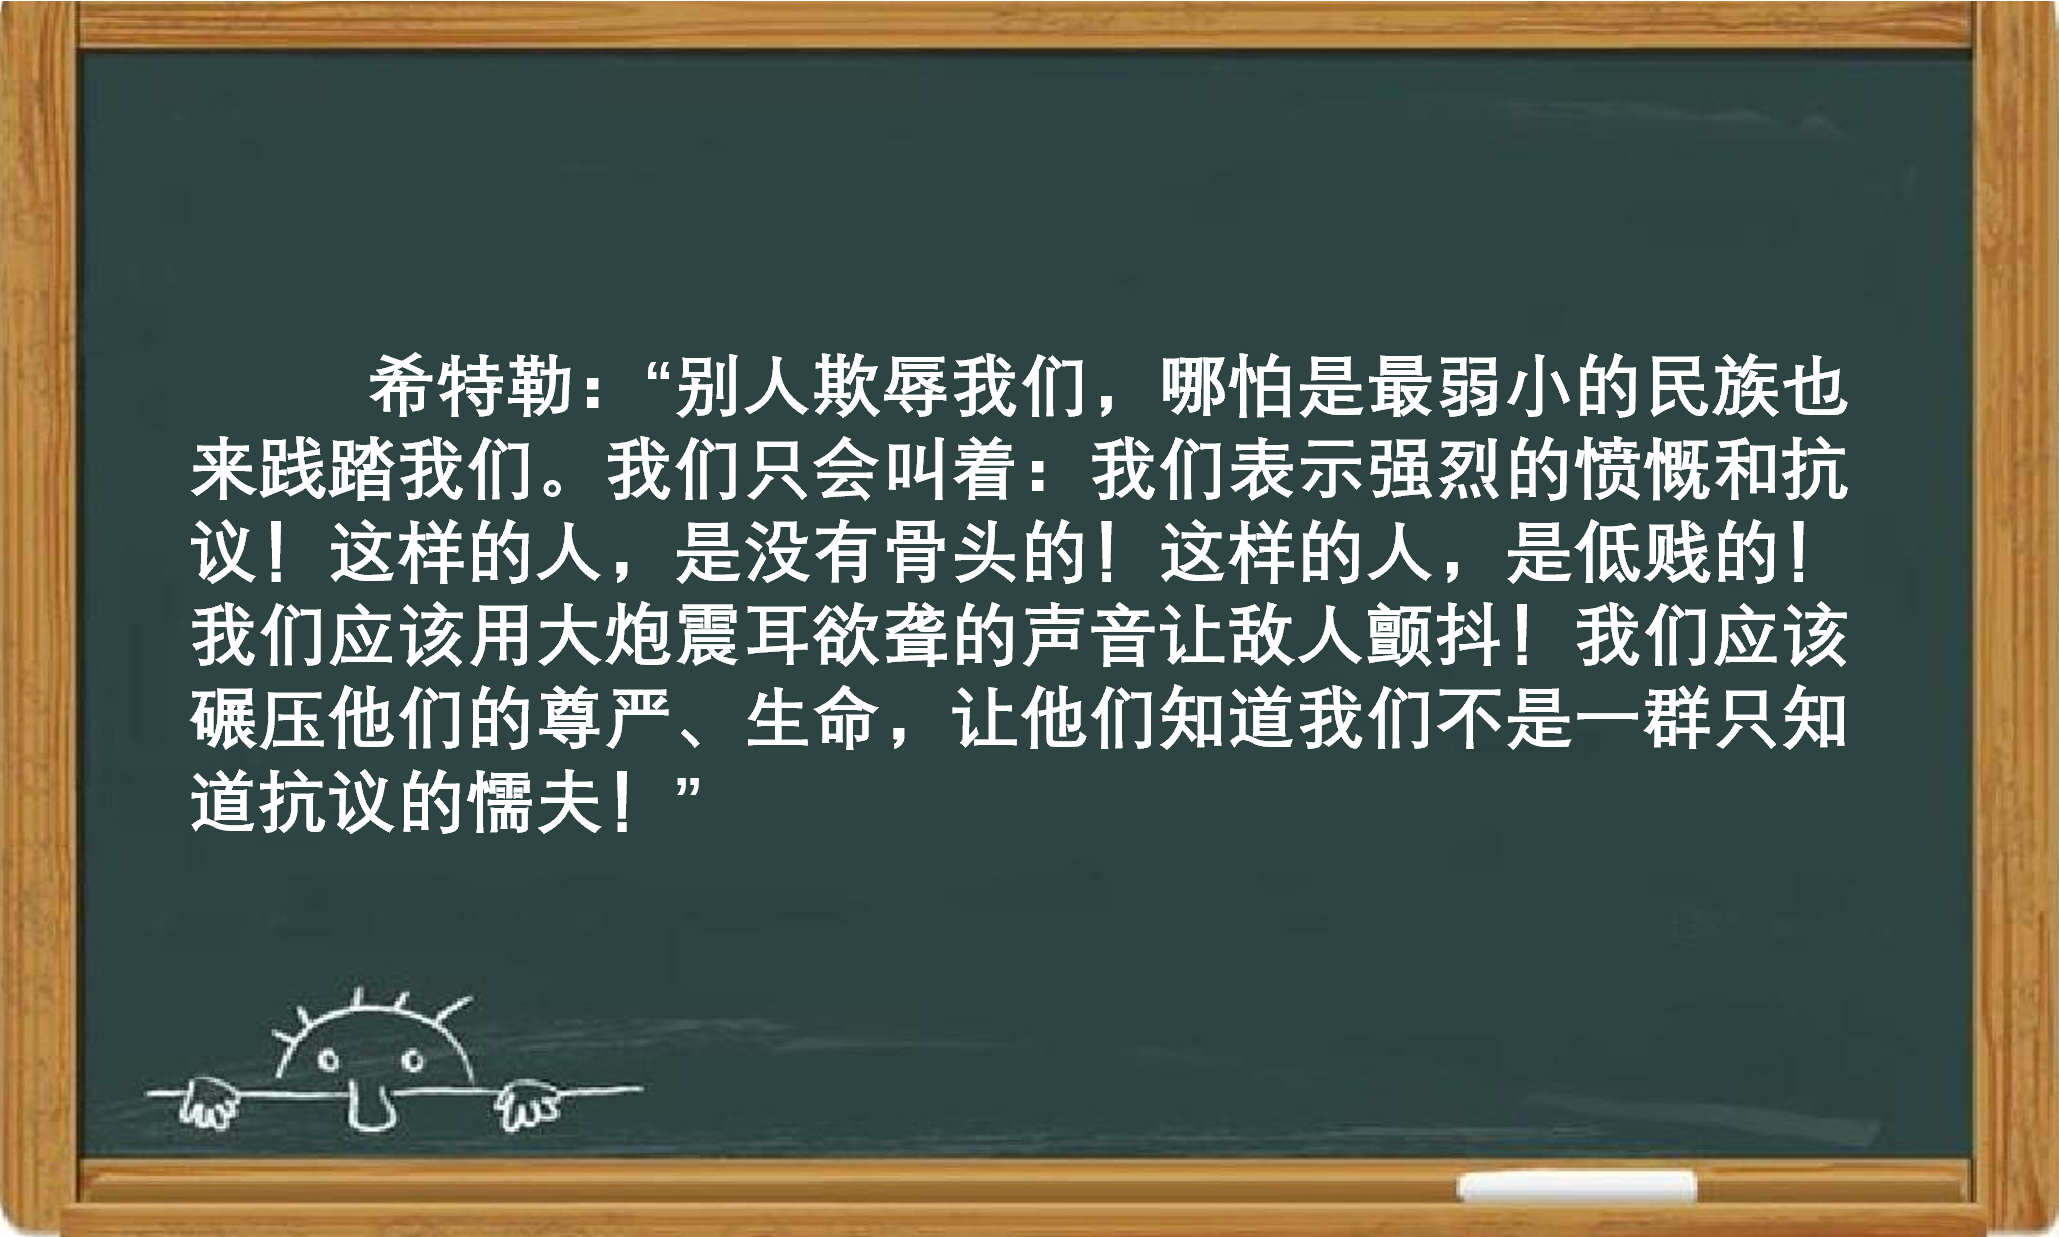 希特勒：“别人欺辱我们，哪怕是最弱小的民族也
来践踏我们。我们只会叫着：我们表示强烈的愤慨和抗
议！这样的人，是没有骨头的！这样的人，是低贱的！
我们应该用大炮震耳欲聋的声音让敌人颤抖！我们应该
碾压他们的尊严、生命，让他们知道我们不是一群只知
道抗议的懦夫！”